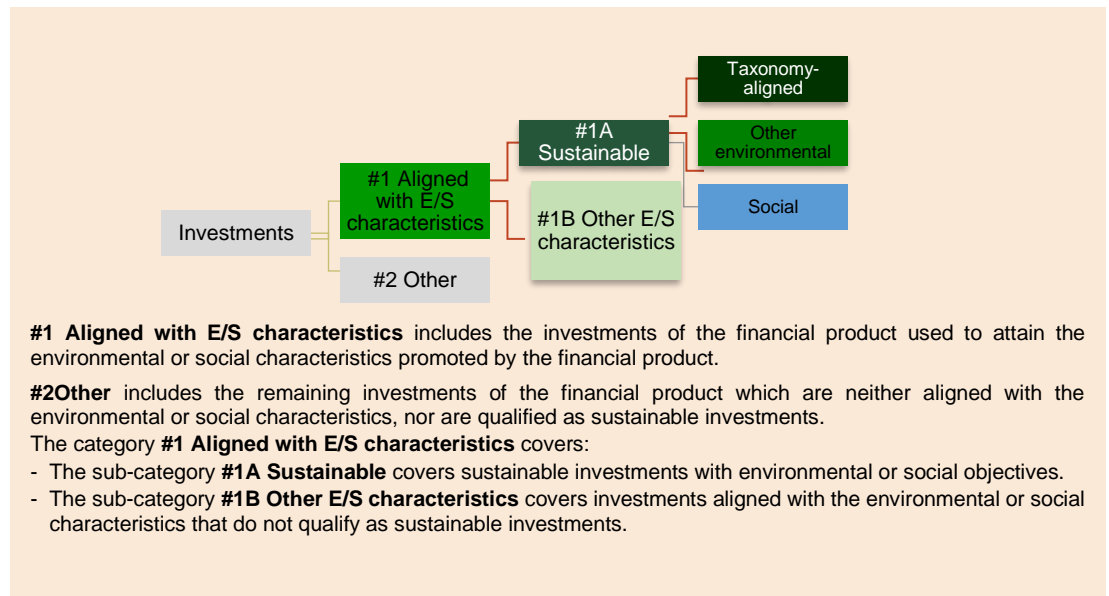 Taxonomy-
aligned
#1A
Sustainable
Other
environmental
#1 Aligned
with E/S
characteristics
#1B Other E/S
characteristics
Social
Investments
#2 Other
#1 Aligned with E/S characteristics includes the investments of the financial product used to attain the
environmental or social characteristics promoted by the financial product.
#2Other includes the remaining investments of the financial product which are neither aligned with the
environmental or social characteristics, nor are qualified as sustainable investments.
The category #1 Aligned with E/S characteristics covers:
- The sub-category #1A Sustainable covers sustainable investments with environmental or social objectives.
- The sub-category #1B Other E/S characteristics covers investments aligned with the environmental or social
characteristics that do not qualify as sustainable investments.